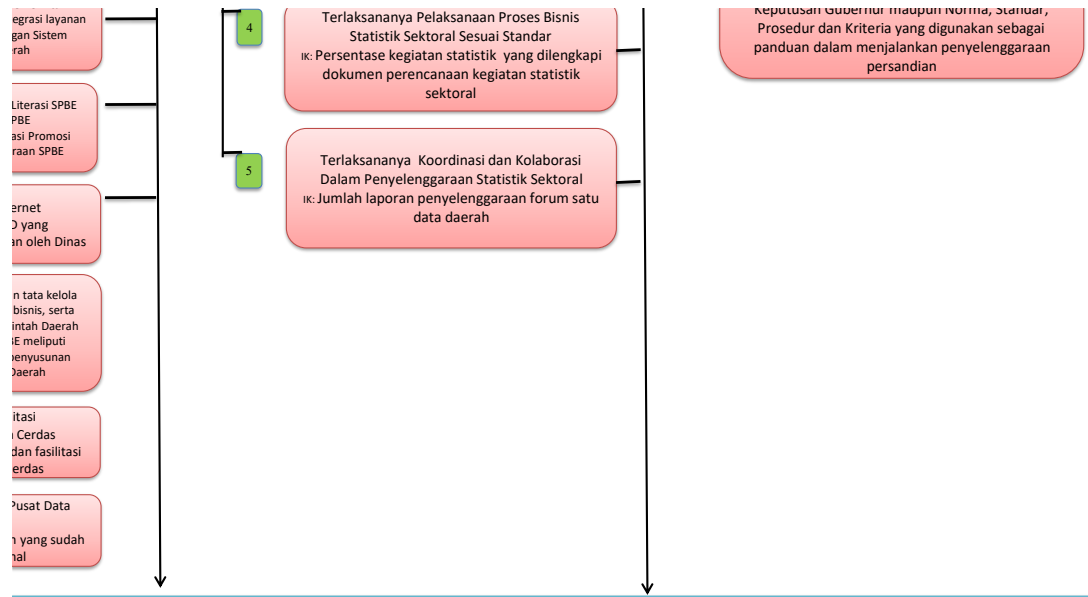 egrasi layanan
gan Sistem
erah
Literasi SPBE
PBE
asi Promosi
raan SPBE
ernet
D yang
an oleh Dinas
n tata kelola
bisnis, serta
intah Daerah
BE meliputi
penyusunan
Daerah
itasi
Cerdas
dan fasilitasi
erdas
Pusat Data
n yang sudah
nal
4
Terlaksananya Pelaksanaan Proses Bisnis
Statistik Sektoral Sesuai Standar
IK: Persentase kegiatan statistik yang dilengkapi
dokumen perencanaan kegiatan statistik
sektoral
5
Terlaksananya Koordinasi dan Kolaborasi
Dalam Penyelenggaraan Statistik Sektoral
IK: Jumlah laporan penyelenggaraan forum satu
data daerah
Keputusan Gubernur maupun Norma, Standar,
Prosedur dan Kriteria yang digunakan sebagai
panduan dalam menjalankan penyelenggaraan
persandian